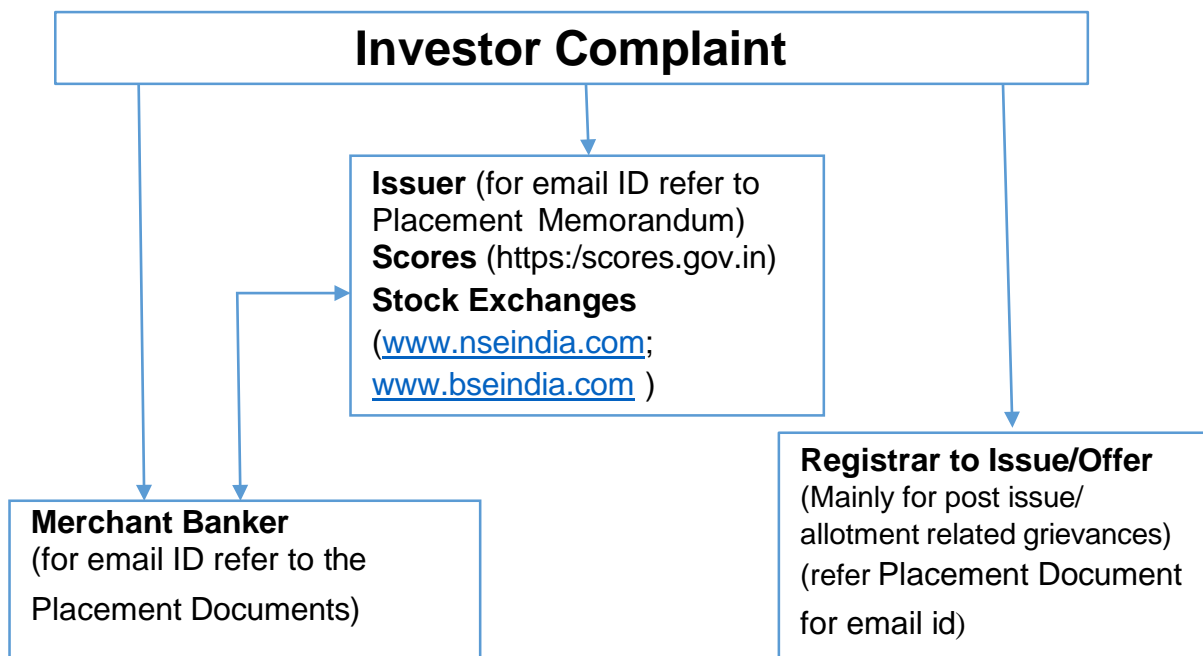 Investor Complaint
Issuer (for email ID refer to
Placement Memorandum)
Scores (https:/scores.gov.in)
Stock Exchanges
(www.nseindia.com;
www.bseindia.com )
Registrar to Issue/Offer
(Mainly for post issue/
allotment related grievances)
(refer Placement Document
for email id)
Merchant Banker
(for email ID refer to the
Placement Documents)